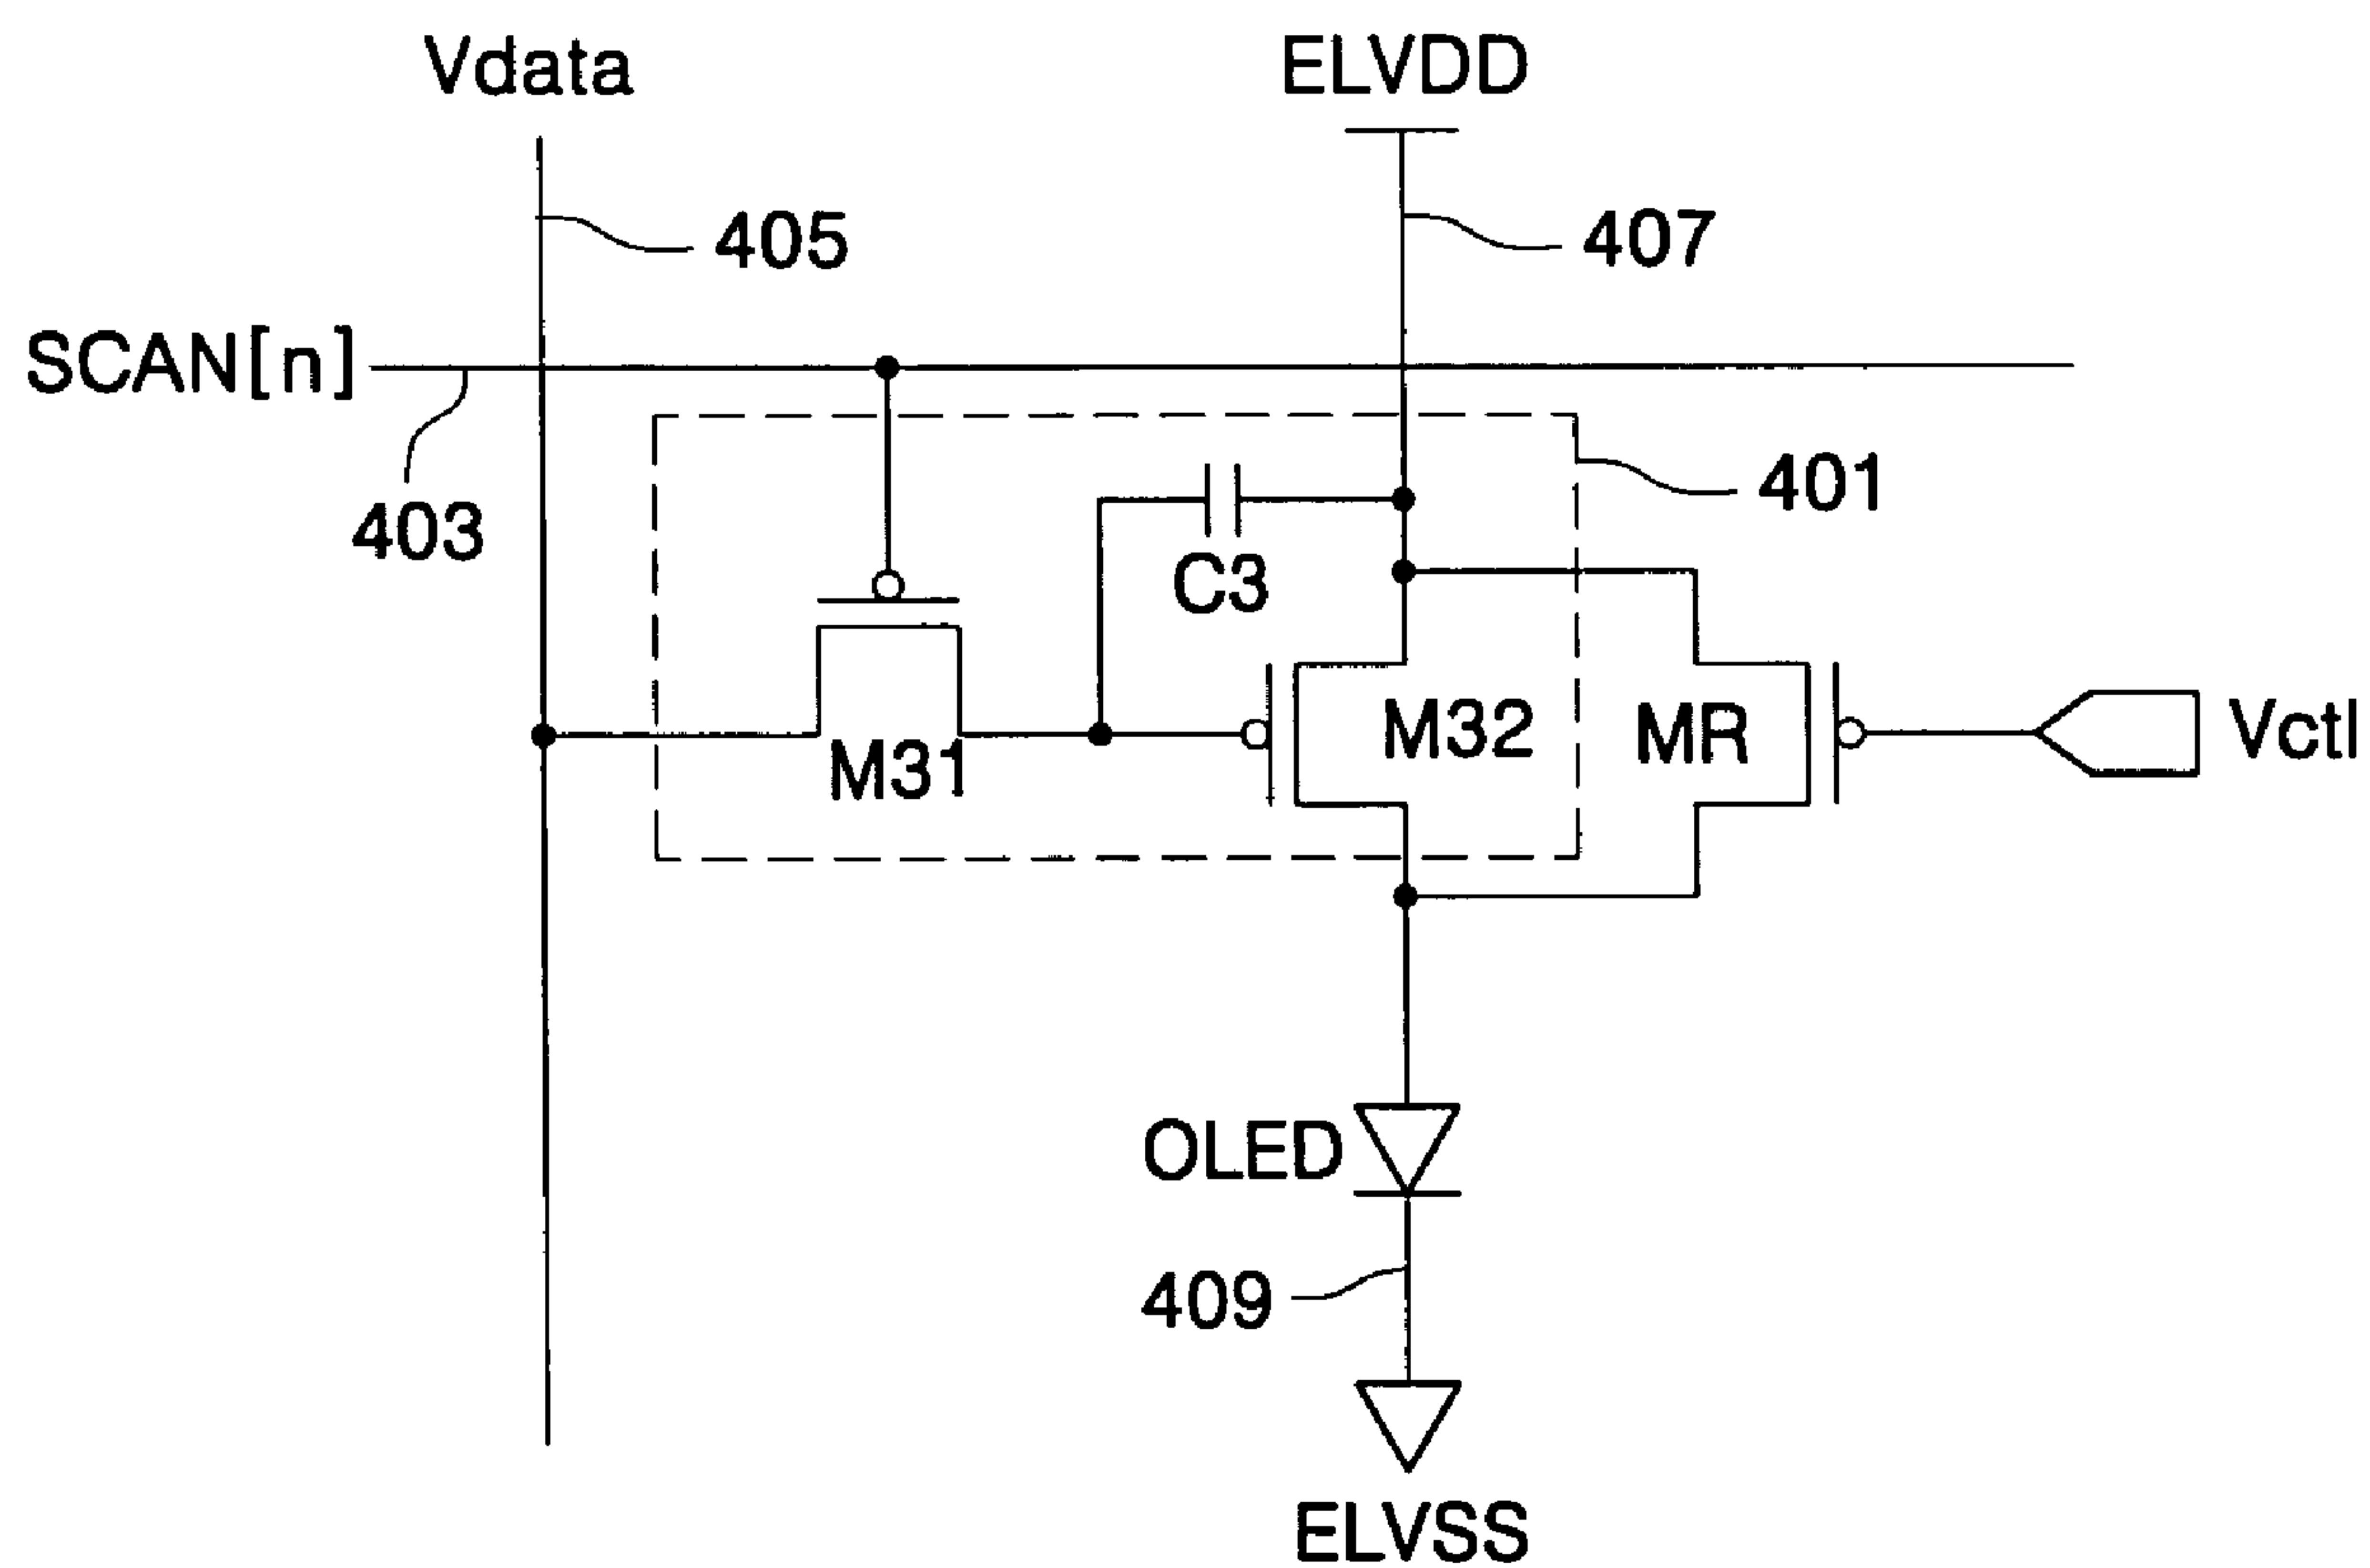 Vdata
ELVDD
405
407
SCAN[n]
401
403
C3
M32
MR
Vctl
M31
OLED
409
ELVSS